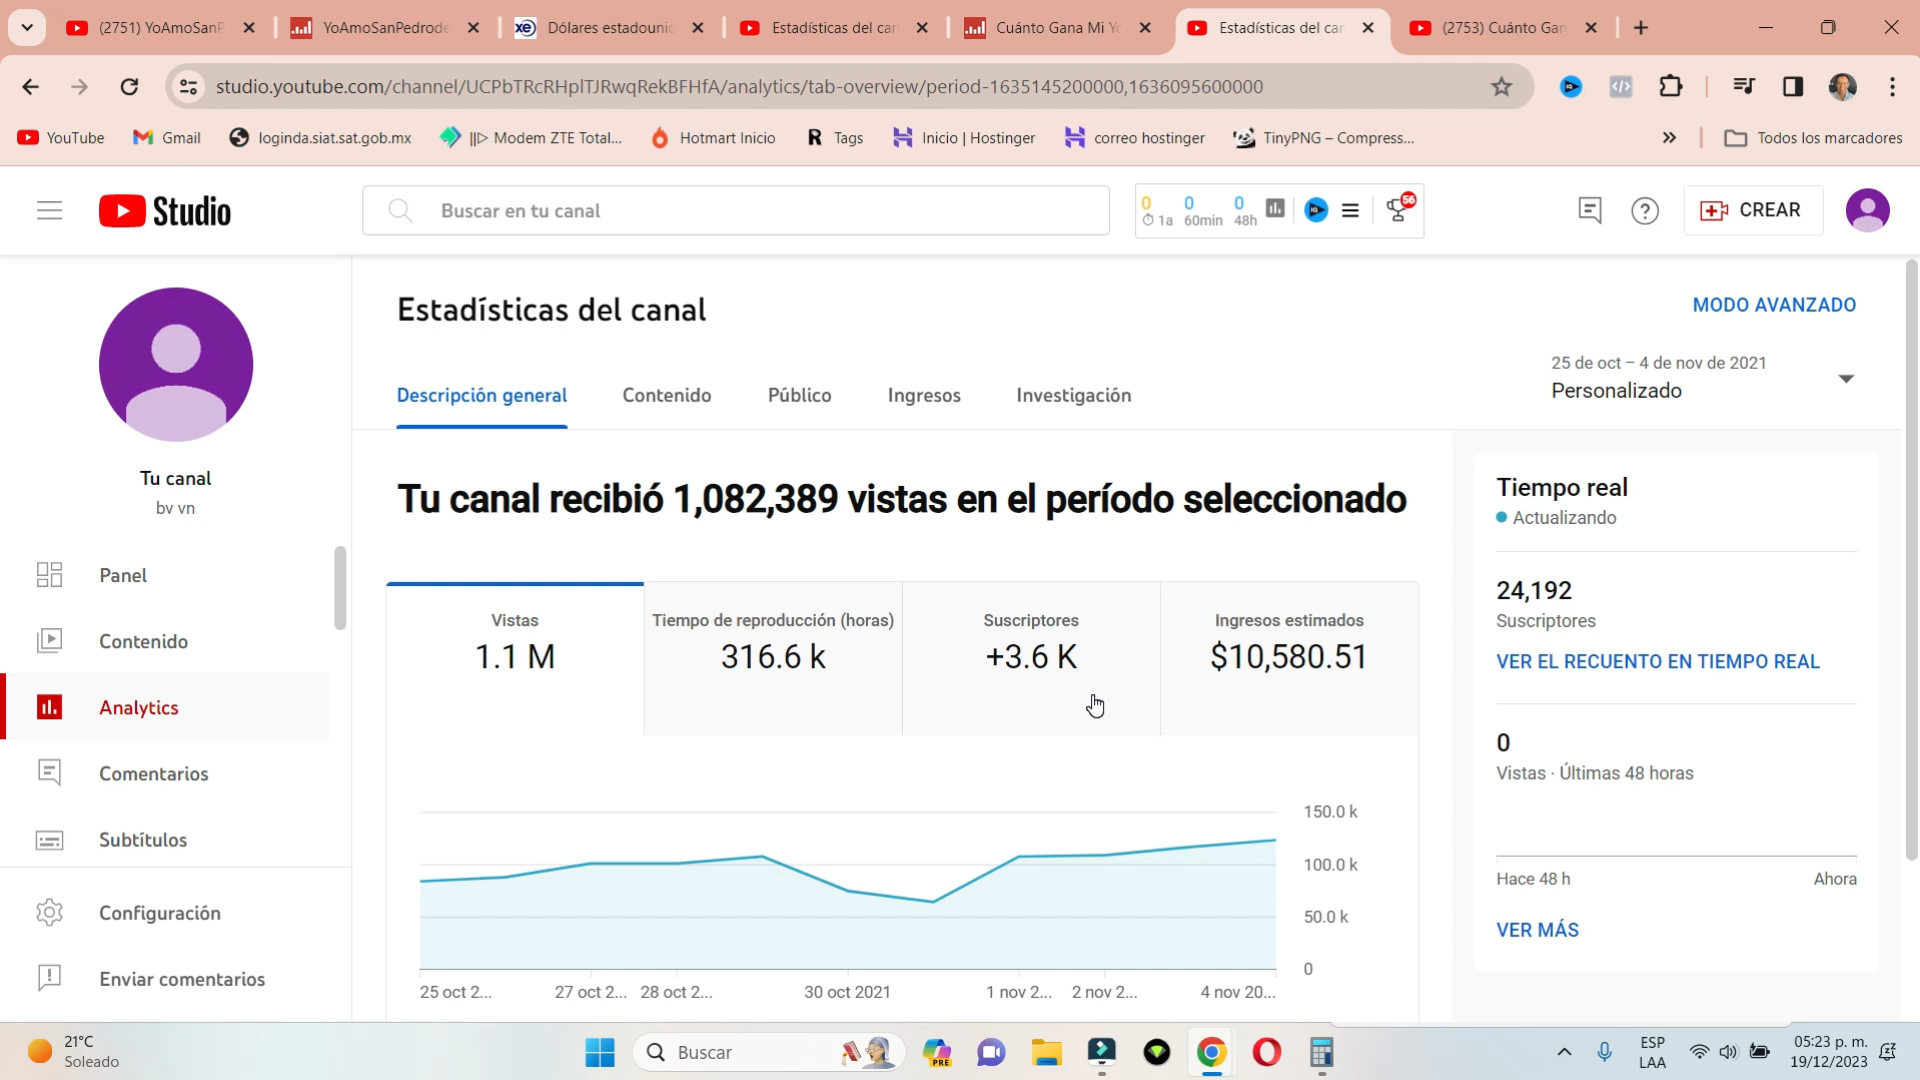 (2751) YoAmoSanP
YoAmoSanPedrode
Dólares estadouni
Estadísticas del can
Cuánto Gana Mi Yo
Estadísticas del can
(2753) Cuánto Gan
studio.youtube.com/channel/UCPbTRcRHplTJRwqRekBFHfA/analytics/tab-overview/period-1635145200000,1636095600000
YouTube
Gmail
loginda.siat.sat.gob.mx
||▷ Modem ZTE Total...
Hotmart Inicio
Tags
Inicio | Hostinger
correo hostinger
TinyPNG – Compress...
»
Todos los marcadores
Studio
Buscar en tu canal
0 0 0
1a 60min 48h
56
CREAR
Estadísticas del canal
MODO AVANZADO
25 de oct – 4 de nov de 2021
Personalizado
Descripción general
Contenido
Público
Ingresos
Investigación
Tu canal
bv vn
Panel
Contenido
Analytics
Comentarios
Subtítulos
Configuración
Enviar comentarios
Tu canal recibió 1,082,389 vistas en el período seleccionado
Vistas
1.1 M
Tiempo de reproducción (horas)
316.6 k
Suscriptores
+3.6 K
Ingresos estimados
$10,580.51
150.0 k
100.0 k
50.0 k
0
25 oct 2...
27 oct 2...
28 oct 2...
30 oct 2021
1 nov 2...
2 nov 2...
4 nov 20...
Tiempo real
Actualizando
24,192
Suscriptores
VER EL RECUENTO EN TIEMPO REAL
0
Vistas · Últimas 48 horas
Hace 48 h
Ahora
VER MÁS
21°C
Soleado
Buscar
PRE
ESP
LAA
05:23 p. m.
19/12/2023